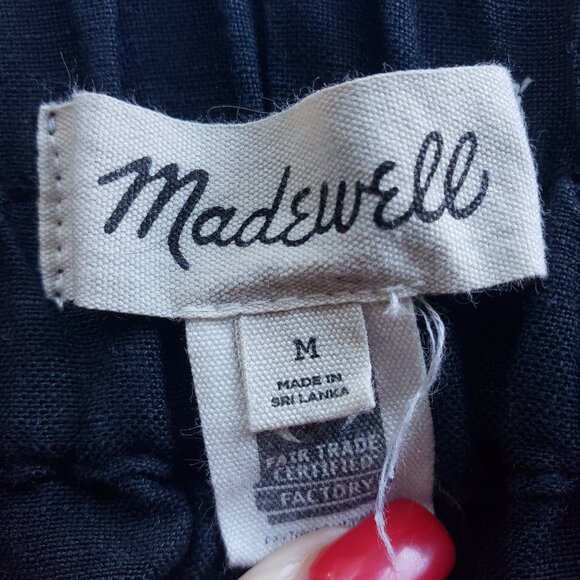 Madewell
M
MADE IN
SRI LANKA
FAIR TRADE
CERTIFIED
FACTORY